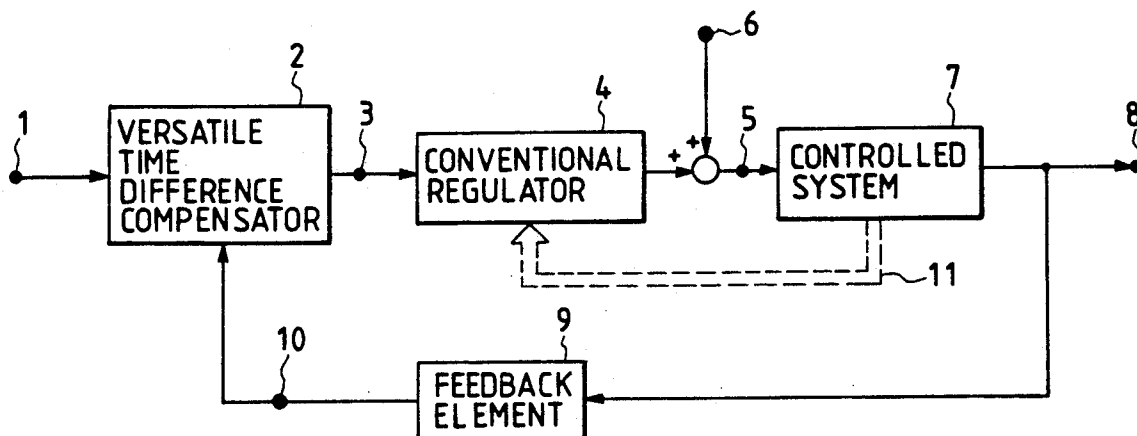 1
2
VERSATILE
TIME
DIFFERENCE
COMPENSATOR
3
4
CONVENTIONAL
REGULATOR
6
+
+
5
7
CONTROLLED
SYSTEM
8
11
10
9
FEEDBACK
ELEMENT